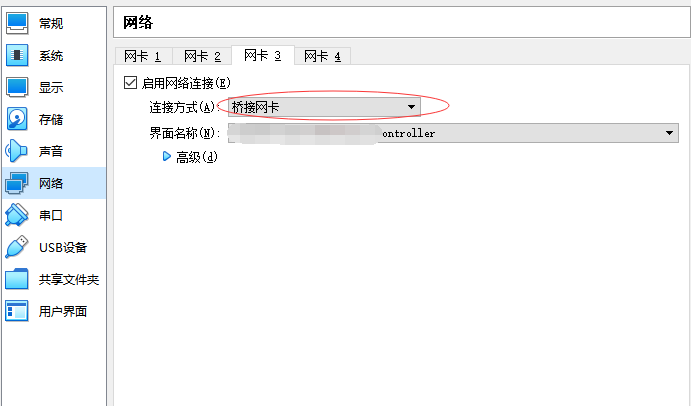 常规
系统
显示
存储
声音
网络
串口
USB设备
共享文件夹
用户界面
网络
网卡 1 网卡 2 网卡 3 网卡 4
启用网络连接(E)
连接方式(A): 桥接网卡
界面名称(N): ontroller
高级(d)